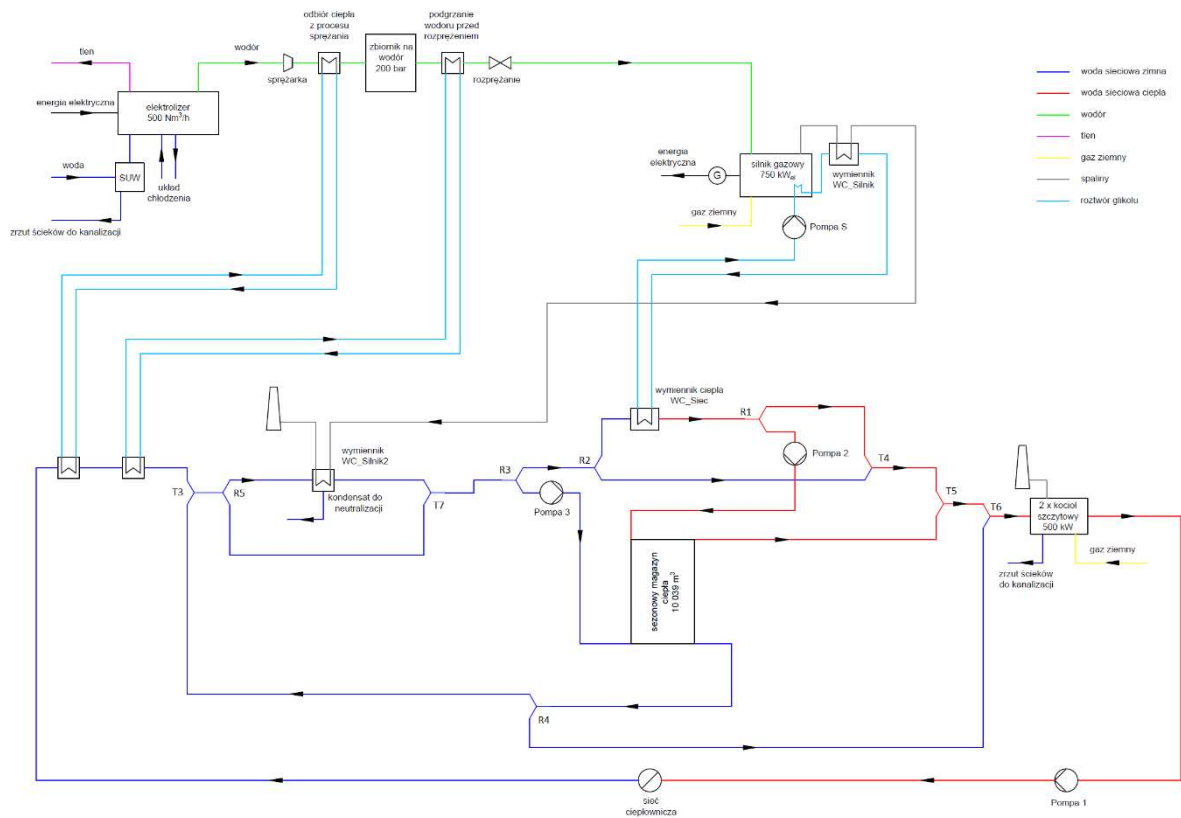 odbiór ciepła
z procesu
sprężania
podgrzanie
wodoru przed
rozprężeniem
tlen
wodór
sprężarka
zbiornik na
wodór
200 bar
rozprężanie
energia elektryczna
elektrolizer
500 Nm³/h
woda
SUW
układ
chłodzenia
zrzut ścieków do kanalizacji
woda sieciowa zimna
woda sieciowa ciepła
wodór
tlen
gaz ziemny
spaliny
roztwór glikolu
energia
elektryczna
G
silnik gazowy
750 kWel
wymiennik
WC_Silnik
gaz ziemny
Pompa S
wymiennik ciepła
WC_Siec
R1
Pompa 2
T4
wymiennik
WC_Silnik2
kondensat do
neutralizacji
T3
R5
T7
R3
R2
Pompa 3
T5
T6
2 x kocioł
szczytowy
500 kW
zrzut ścieków
do kanalizacji
gaz ziemny
sezonowy magazyn
ciepła
10 039 m³
R4
sieć
ciepłownicza
Pompa 1